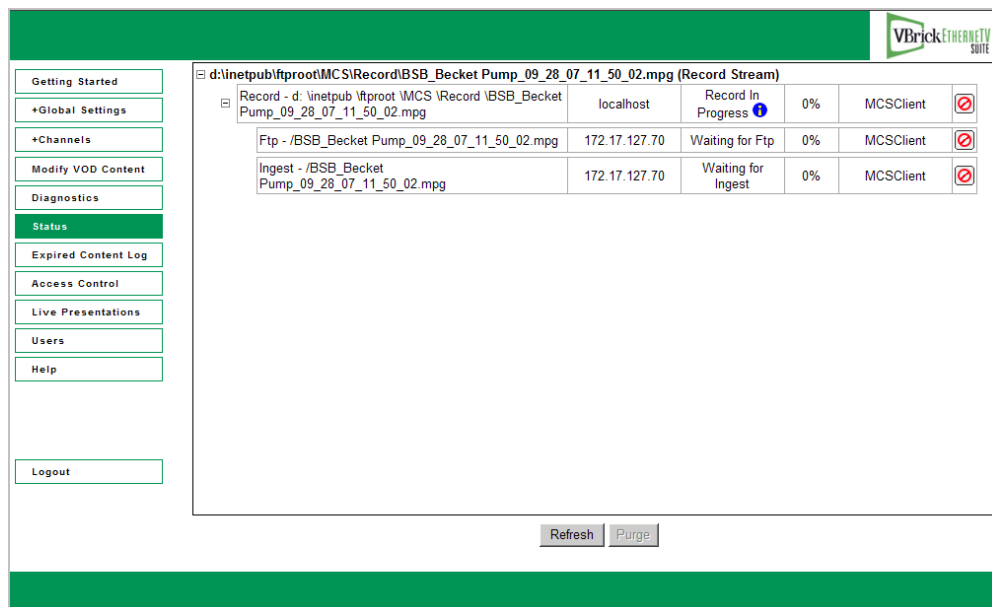 VBrick ETHERNETV
SUITE
Getting Started
+Global Settings
+Channels
Modify VOD Content
Diagnostics
Status
Expired Content Log
Access Control
Live Presentations
Users
Help
Logout
d:\inetpub\ftproot\MCS\Record\BSB_Becket Pump_09_28_07_11_50_02.mpg (Record Stream)
Record - d: \inetpub \ftproot \MCS \Record \BSB_Becket
Pump_09_28_07_11_50_02.mpg
localhost
Record In
Progress
0%
MCSClient
Ftp - /BSB_Becket Pump_09_28_07_11_50_02.mpg
172.17.127.70
Waiting for Ftp
0%
MCSClient
Ingest - /BSB_Becket
Pump_09_28_07_11_50_02.mpg
172.17.127.70
Waiting for
Ingest
0%
MCSClient
Refresh
Purge